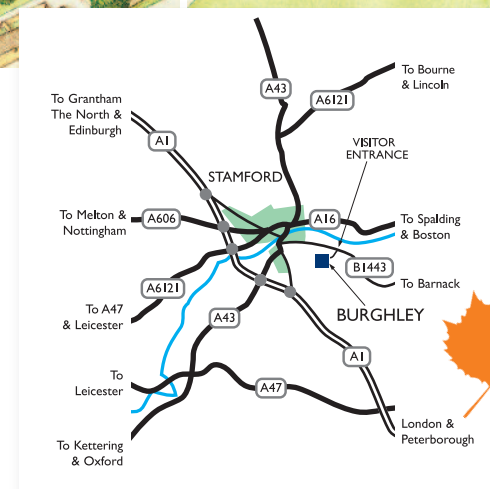 To Bourne
& Lincoln
A43
A6121
To Grantham
The North &
Edinburgh
A1
VISITOR
ENTRANCE
STAMFORD
To Melton &
Nottingham
A606
A16
To Spalding
& Boston
B1443
To Barnack
A6121
To A47
& Leicester
A43
BURGHLEY
A1
To
Leicester
A47
London &
Peterborough
To Kettering
& Oxford